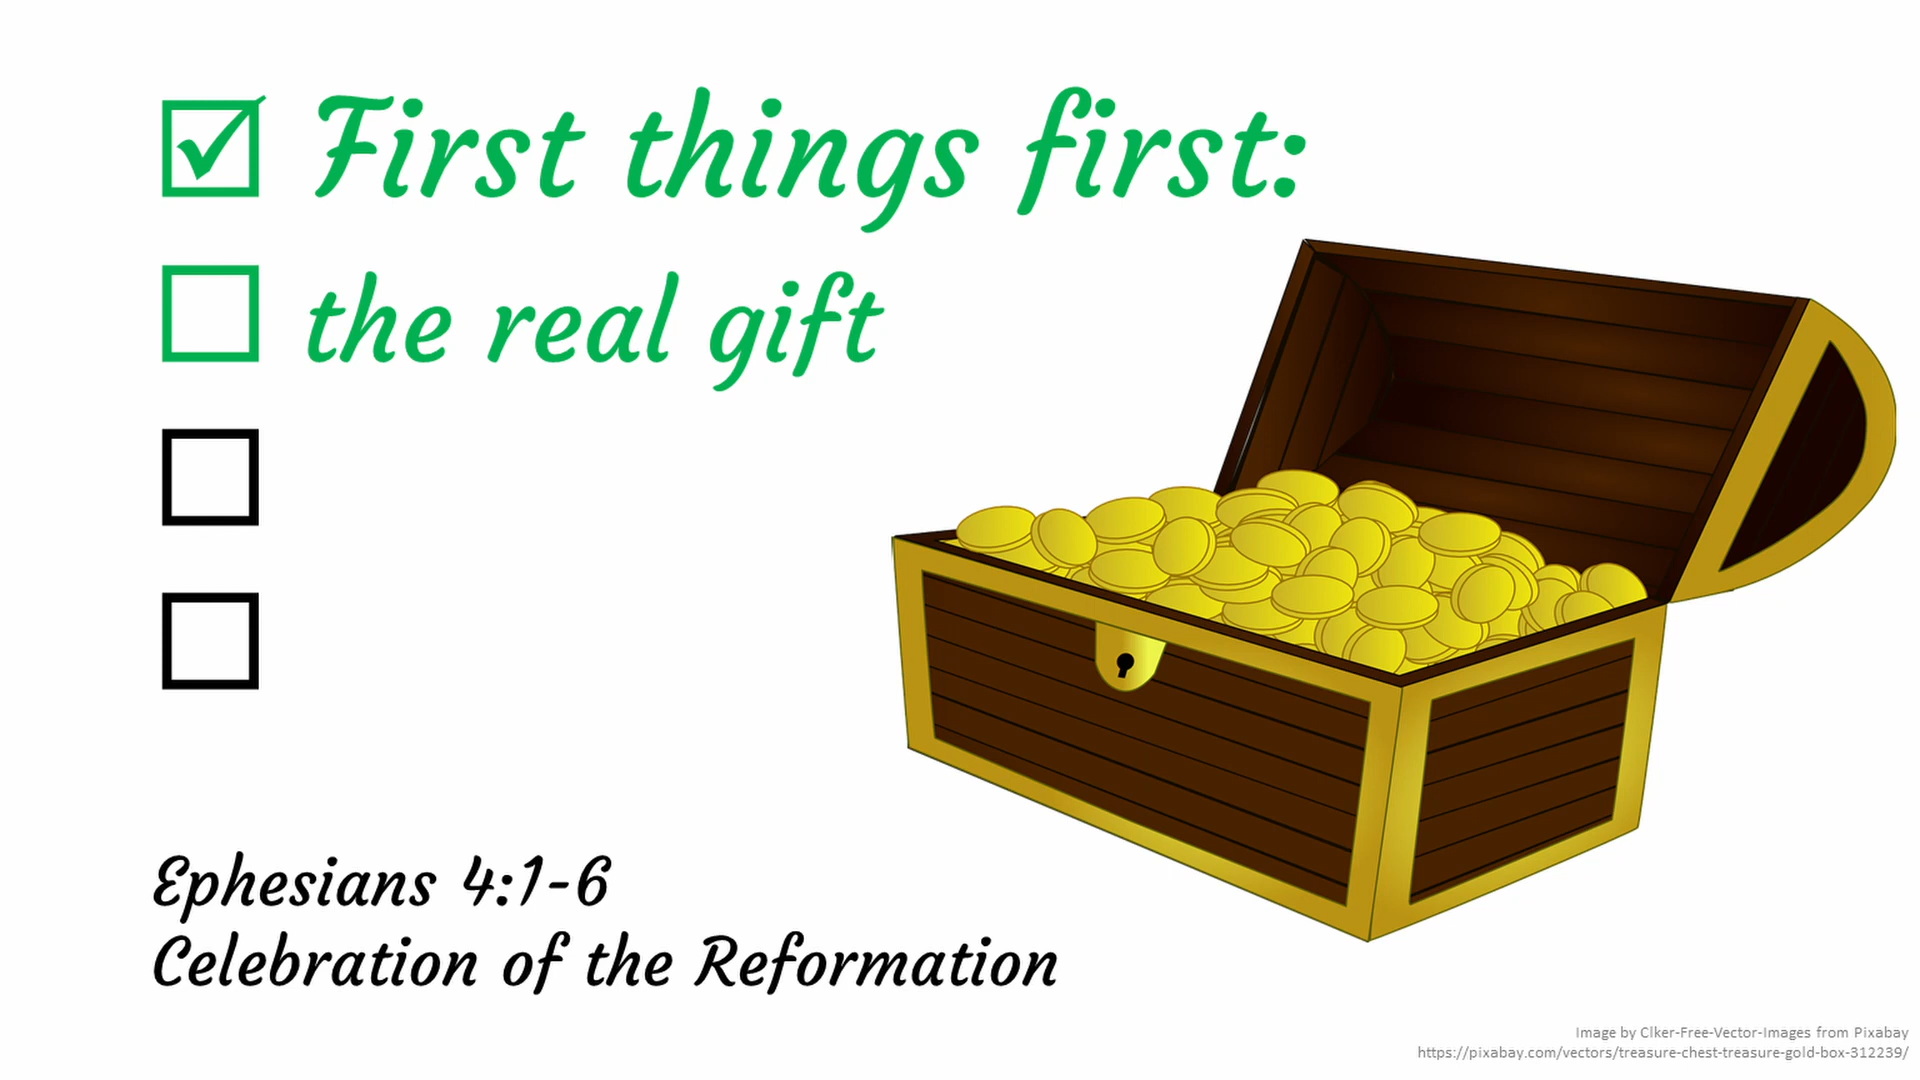 ☑ First things first:
☐ the real gift
☐
☐
Ephesians 4:1-6
Celebration of the Reformation
Image by Clker-Free-Vector-Images from Pixabay
https://pixabay.com/vectors/treasure-chest-treasure-gold-box-312239/